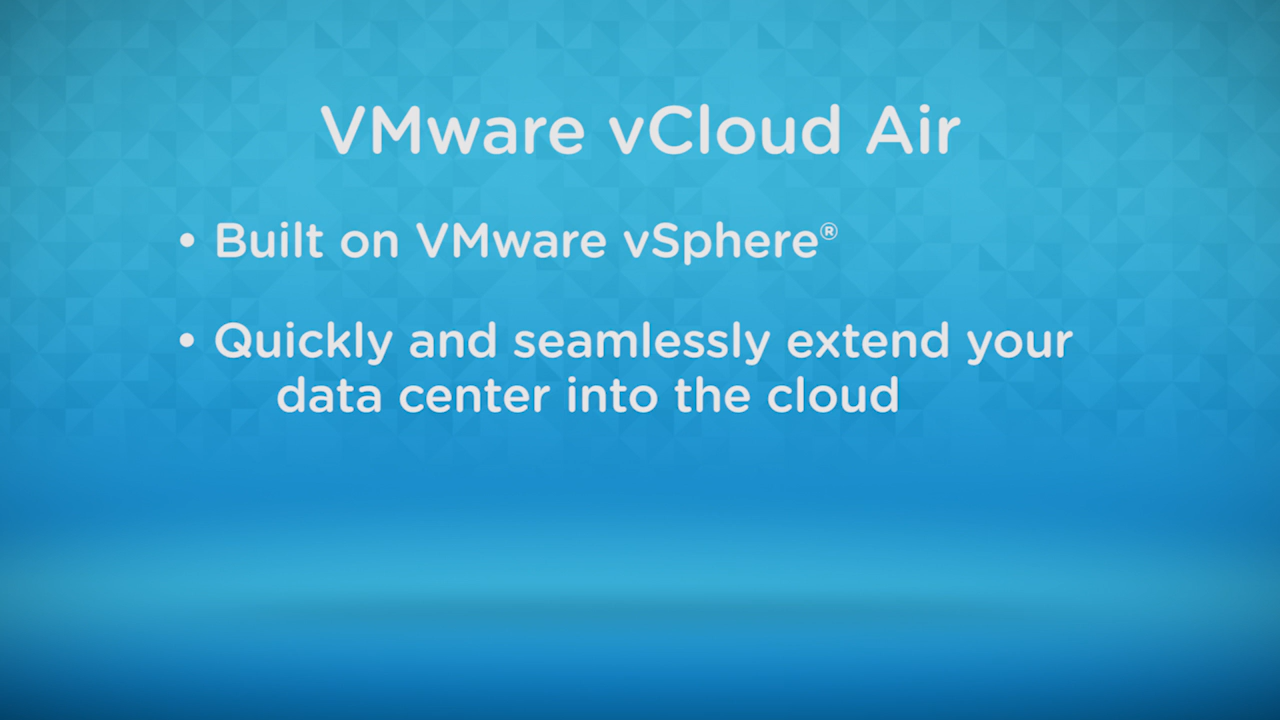 VMware vCloud Air
• Built on VMware vSphere®
• Quickly and seamlessly extend your
data center into the cloud